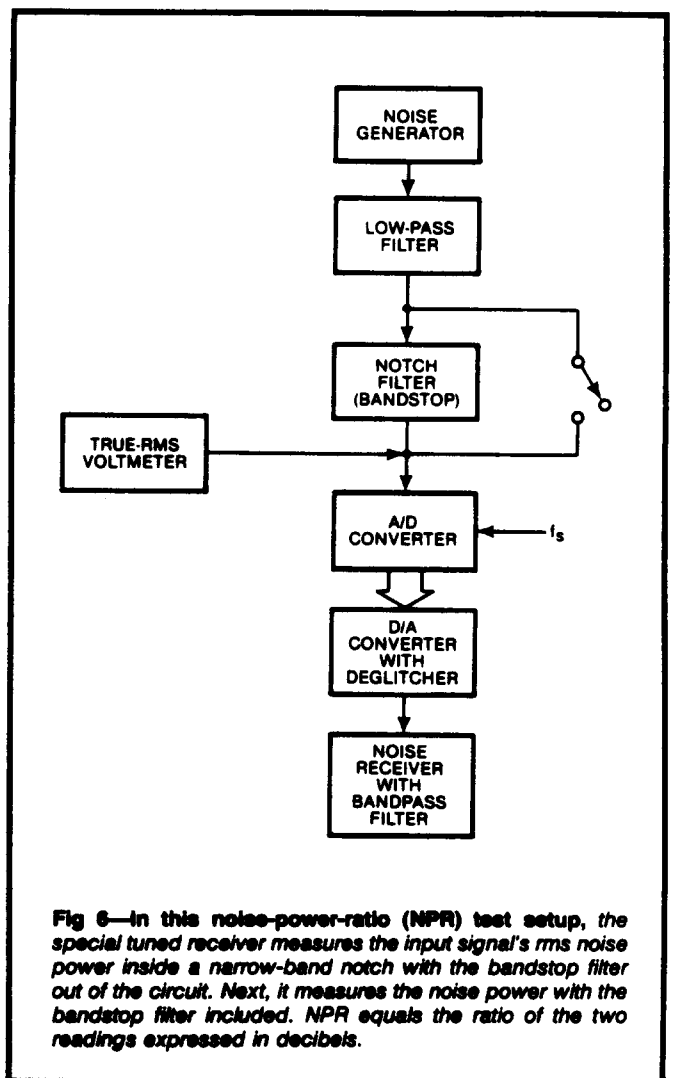 NOISE
GENERATOR
LOW-PASS
FILTER
NOTCH
FILTER
(BANDSTOP)
TRUE-RMS
VOLTMETER
A/D
CONVERTER
fs
D/A
CONVERTER
WITH
DEGLITCHER
NOISE
RECEIVER
WITH
BANDPASS
FILTER
Fig 6—In this noise-power-ratio (NPR) test setup, the
special tuned receiver measures the input signal's rms noise
power inside a narrow-band notch with the bandstop filter
out of the circuit. Next, it measures the noise power with the
bandstop filter included. NPR equals the ratio of the two
readings expressed in decibels.